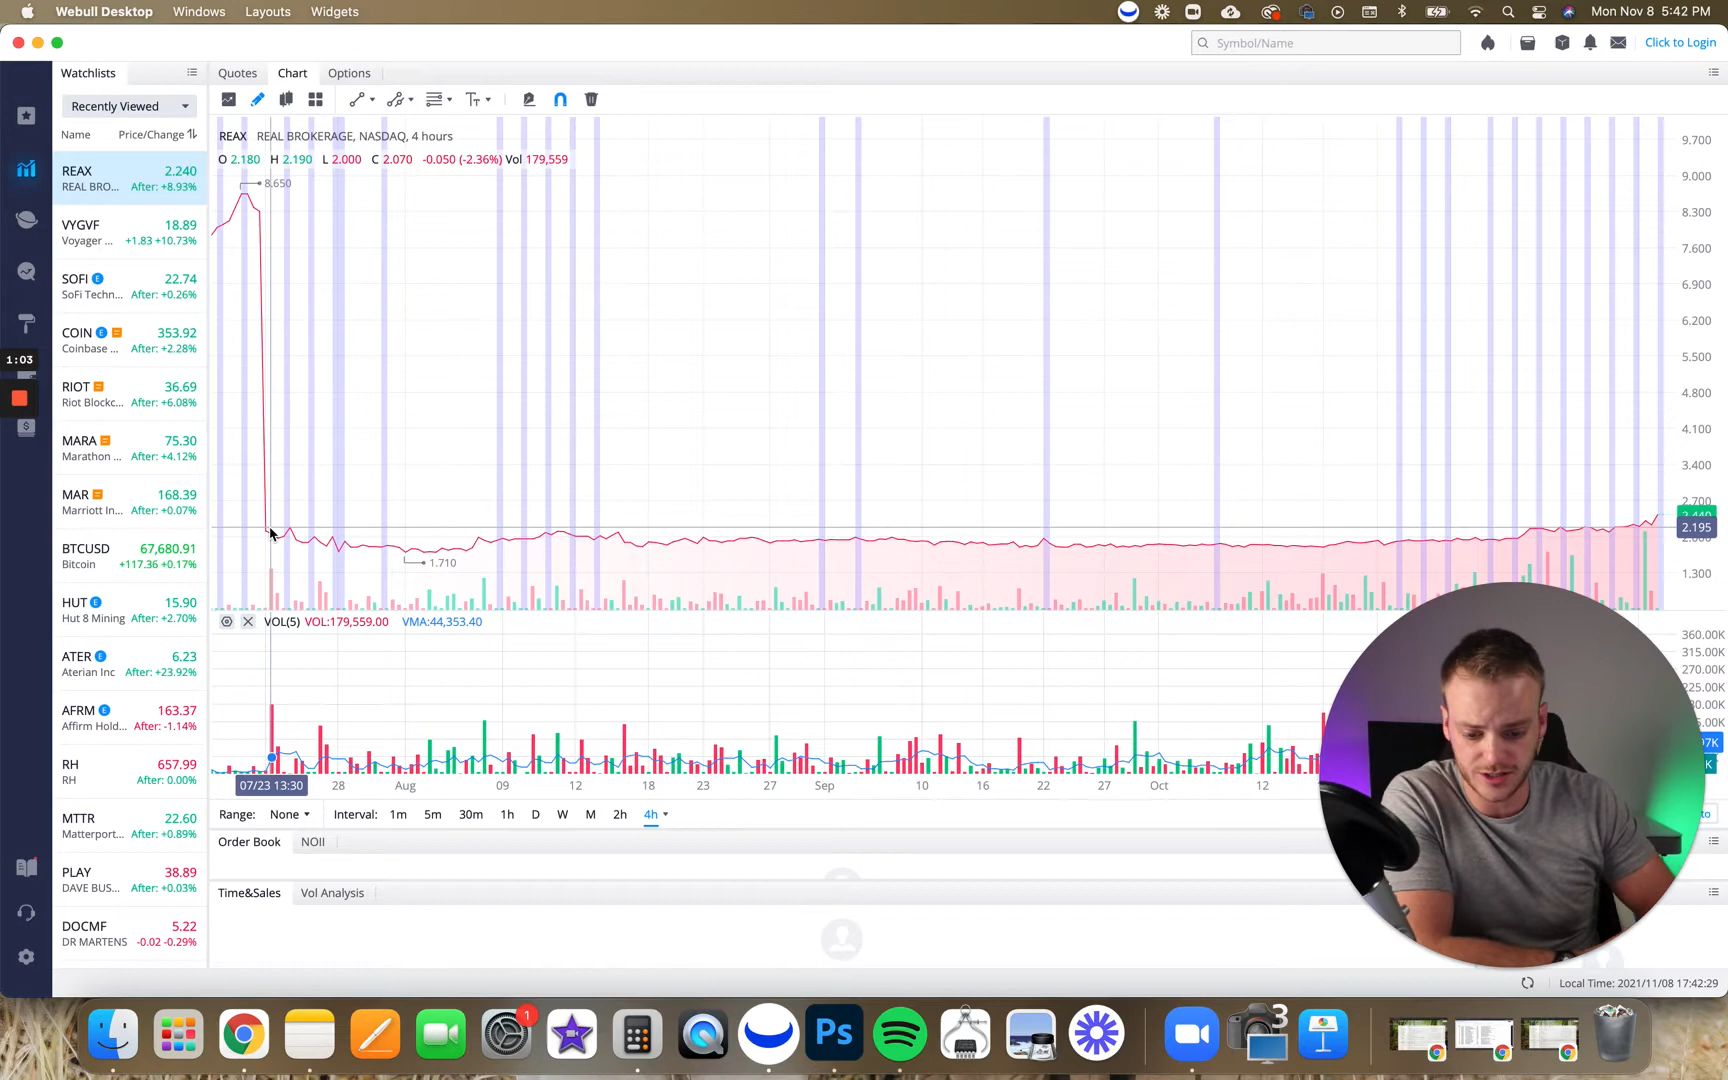 Webull Desktop Windows Layouts Widgets
Mon Nov 8 5:42 PM
Symbol/Name
Click to Login
Watchlists
Quotes Chart Options
Recently Viewed
Name Price/Change
REAX 2.240
REAL BRO... After: +8.93%
VYGVF 18.89
Voyager ... +1.83 +10.73%
SOFI E 22.74
SoFi Techn... After: +0.26%
COIN E 353.92
Coinbase ... After: +2.28%
RIOT 36.69
Riot Blockc... After: +6.08%
MARA 75.30
Marathon ... After: +4.12%
MAR 168.39
Marriott In... After: +0.07%
BTCUSD 67,680.91
Bitcoin +117.36 +0.17%
HUT E 15.90
Hut 8 Mining After: +2.70%
ATER E 6.23
Aterian Inc After: +23.92%
AFRM E 163.37
Affirm Hold... After: -1.14%
RH 657.99
RH After: 0.00%
MTTR 22.60
Matterport... After: +0.89%
PLAY 38.89
DAVE BUS... After: +0.03%
DOCMF 5.22
DR MARTENS -0.02 -0.29%
1:03
REAX REAL BROKERAGE, NASDAQ, 4 hours
O 2.180 H 2.190 L 2.000 C 2.070 -0.050 (-2.36%) Vol 179,559
8.650
1.710
9.700
9.000
8.300
7.600
6.900
6.200
5.500
4.800
4.100
3.400
2.700
2.195
1.300
VOL(5) VOL:179,559.00 VMA:44,353.40
360.00K
315.00K
270.00K
225.00K
07/23 13:30 28 Aug 09 12 18 23 27 Sep 10 16 22 27 Oct 12
Range: None Interval: 1m 5m 30m 1h D W M 2h 4h
Order Book NOII
Time&Sales Vol Analysis
Local Time: 2021/11/08 17:42:29
1
Ps
3